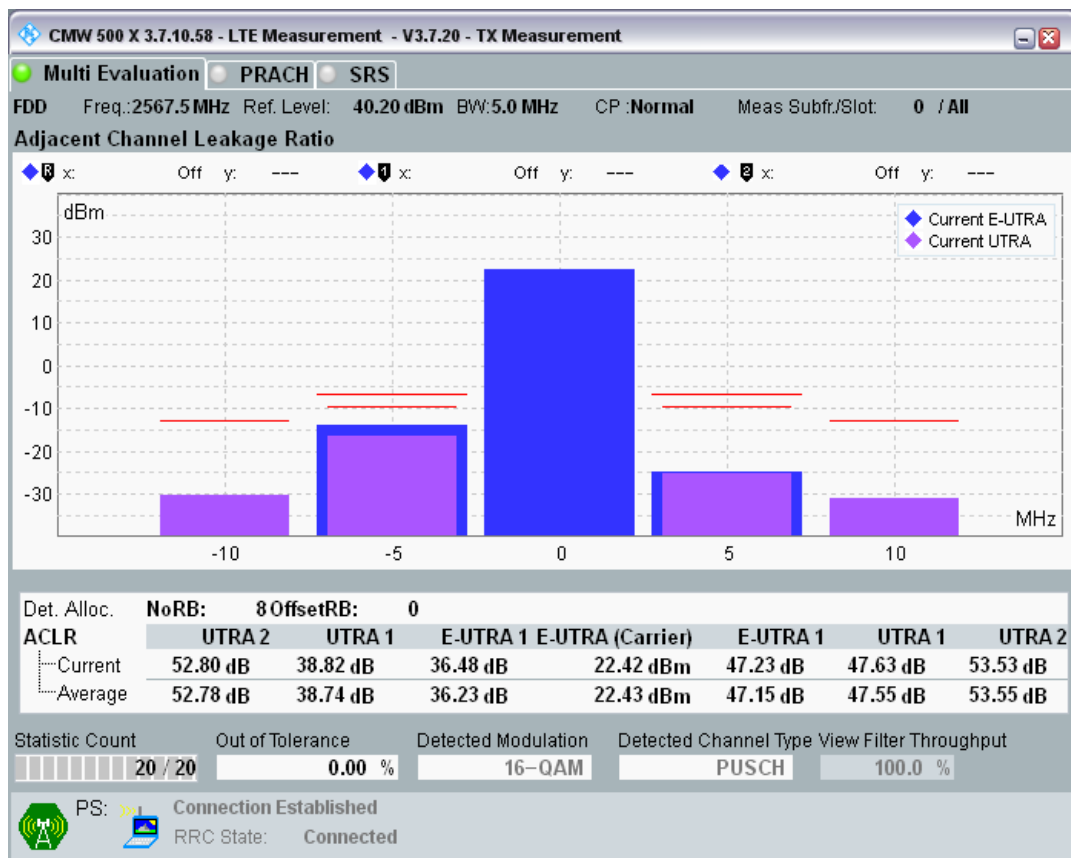 CMW 500 X 3.7.10.58 - LTE Measurement - V3.7.20 - TX Measurement
Multi Evaluation PRACH SRS
FDD Freq.:2567.5 MHz Ref. Level: 40.20 dBm BW:5.0 MHz CP :Normal Meas Subfr./Slot: 0 / All
Adjacent Channel Leakage Ratio
R x: Off y: --- 1 x: Off y: --- 2 x: Off y: ---
dBm
Current E-UTRA
Current UTRA
30
20
10
0
-10
-20
-30
MHz
-10 -5 0 5 10
Det. Alloc. NoRB: 8 OffsetRB: 0
ACLR UTRA 2 UTRA 1 E-UTRA 1 E-UTRA (Carrier) E-UTRA 1 UTRA 1 UTRA 2
Current 52.80 dB 38.82 dB 36.48 dB 22.42 dBm 47.23 dB 47.63 dB 53.53 dB
Average 52.78 dB 38.74 dB 36.23 dB 22.43 dBm 47.15 dB 47.55 dB 53.55 dB
Statistic Count Out of Tolerance Detected Modulation Detected Channel Type View Filter Throughput
20 / 20 0.00 % 16-QAM PUSCH 100.0 %
PS: Connection Established
RRC State: Connected